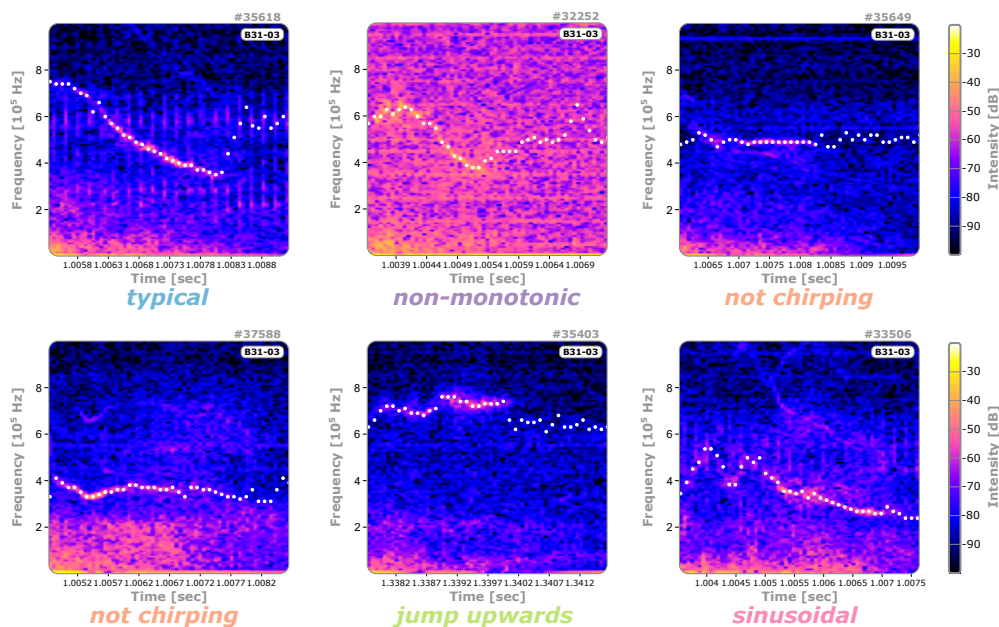 #35618
#32252
#35649
B31-03
B31-03
B31-03
Frequency [10⁵ Hz]
8
6
4
2
1.0058 1.0063 1.0068 1.0073 1.0078 1.0083 1.0088
Time [sec]
typical
Frequency [10⁵ Hz]
8
6
4
2
1.0039 1.0044 1.0049 1.0054 1.0059 1.0064 1.0069
Time [sec]
non-monotonic
Frequency [10⁵ Hz]
8
6
4
2
1.0065 1.007 1.0075 1.008 1.0085 1.009 1.0095
Time [sec]
not chirping
-30
-40
-50
-60
-70
-80
-90
Intensity [dB]
#37588
#35403
#33506
B31-03
B31-03
B31-03
Frequency [10⁵ Hz]
8
6
4
2
1.0052 1.0057 1.0062 1.0067 1.0072 1.0077 1.0082
Time [sec]
not chirping
Frequency [10⁵ Hz]
8
6
4
2
1.3382 1.3387 1.3392 1.3397 1.3402 1.3407 1.3412
Time [sec]
jump upwards
Frequency [10⁵ Hz]
8
6
4
2
1.004 1.0045 1.005 1.0055 1.006 1.0065 1.007 1.0075
Time [sec]
sinusoidal
-30
-40
-50
-60
-70
-80
-90
Intensity [dB]